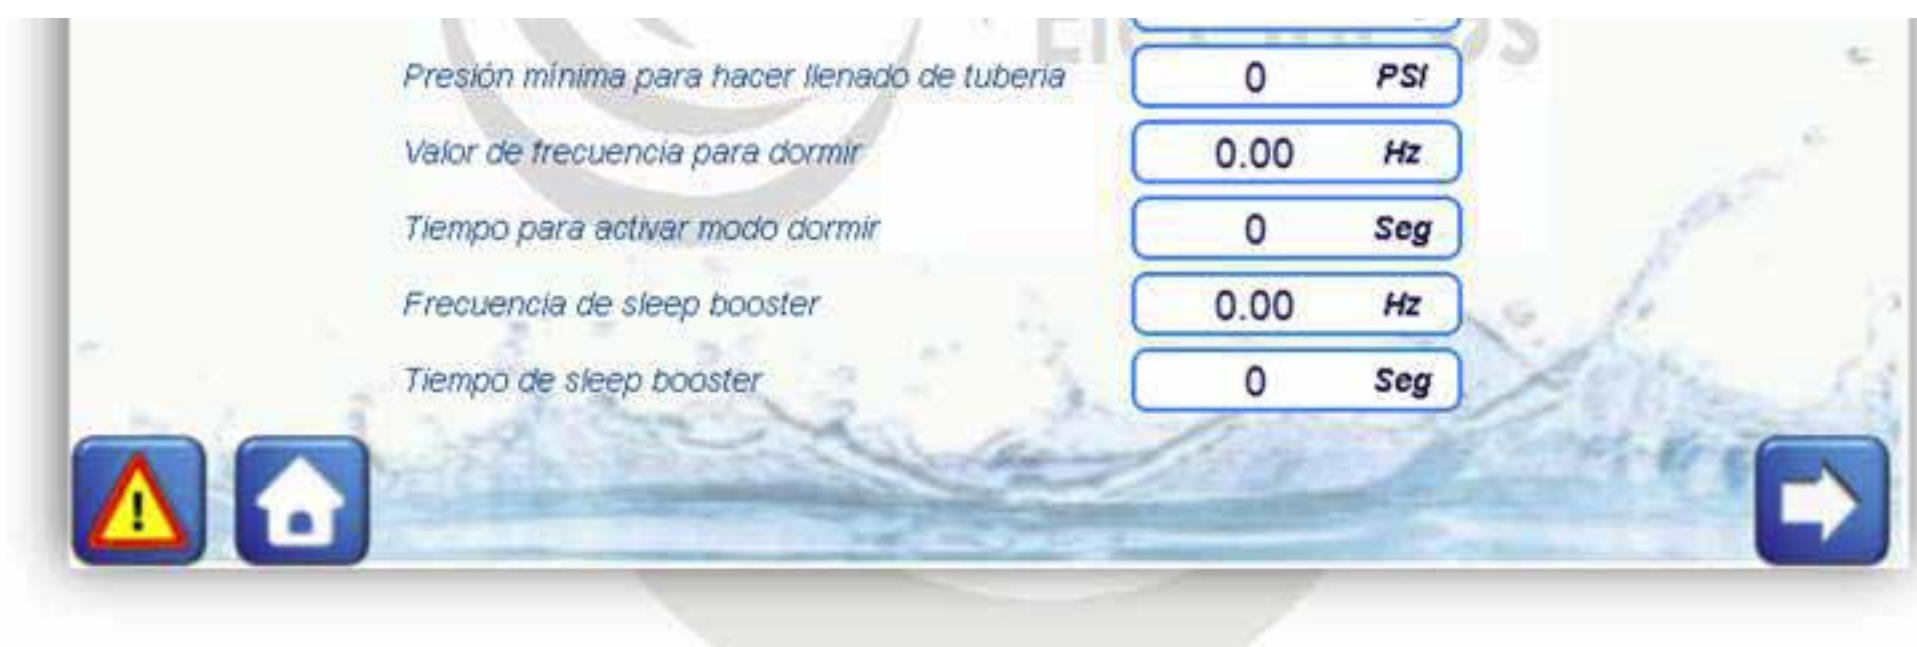 Presión mínima para hacer llenado de tuberia 0 PSI
Valor de frecuencia para dormir 0.00 Hz
Tiempo para activar modo dormir 0 Seg
Frecuencia de sleep booster 0.00 Hz
Tiempo de sleep booster 0 Seg